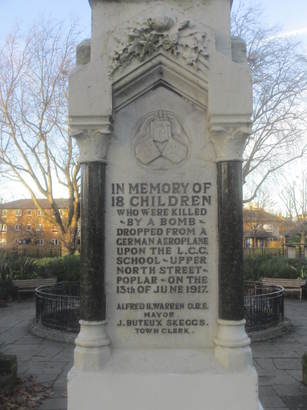 IN MEMORY OF
18 CHILDREN
WHO WERE KILLED
BY A BOMB
DROPPED FROM A
GERMAN AEROPLANE
UPON THE L.C.C.
SCHOOL - UPPER
NORTH STREET -
POPLAR - ON THE
13TH OF JUNE 1917.
ALFRED H. WARREN O.B.E.
MAYOR
J. BUTEUX SKEGGS.
TOWN CLERK.